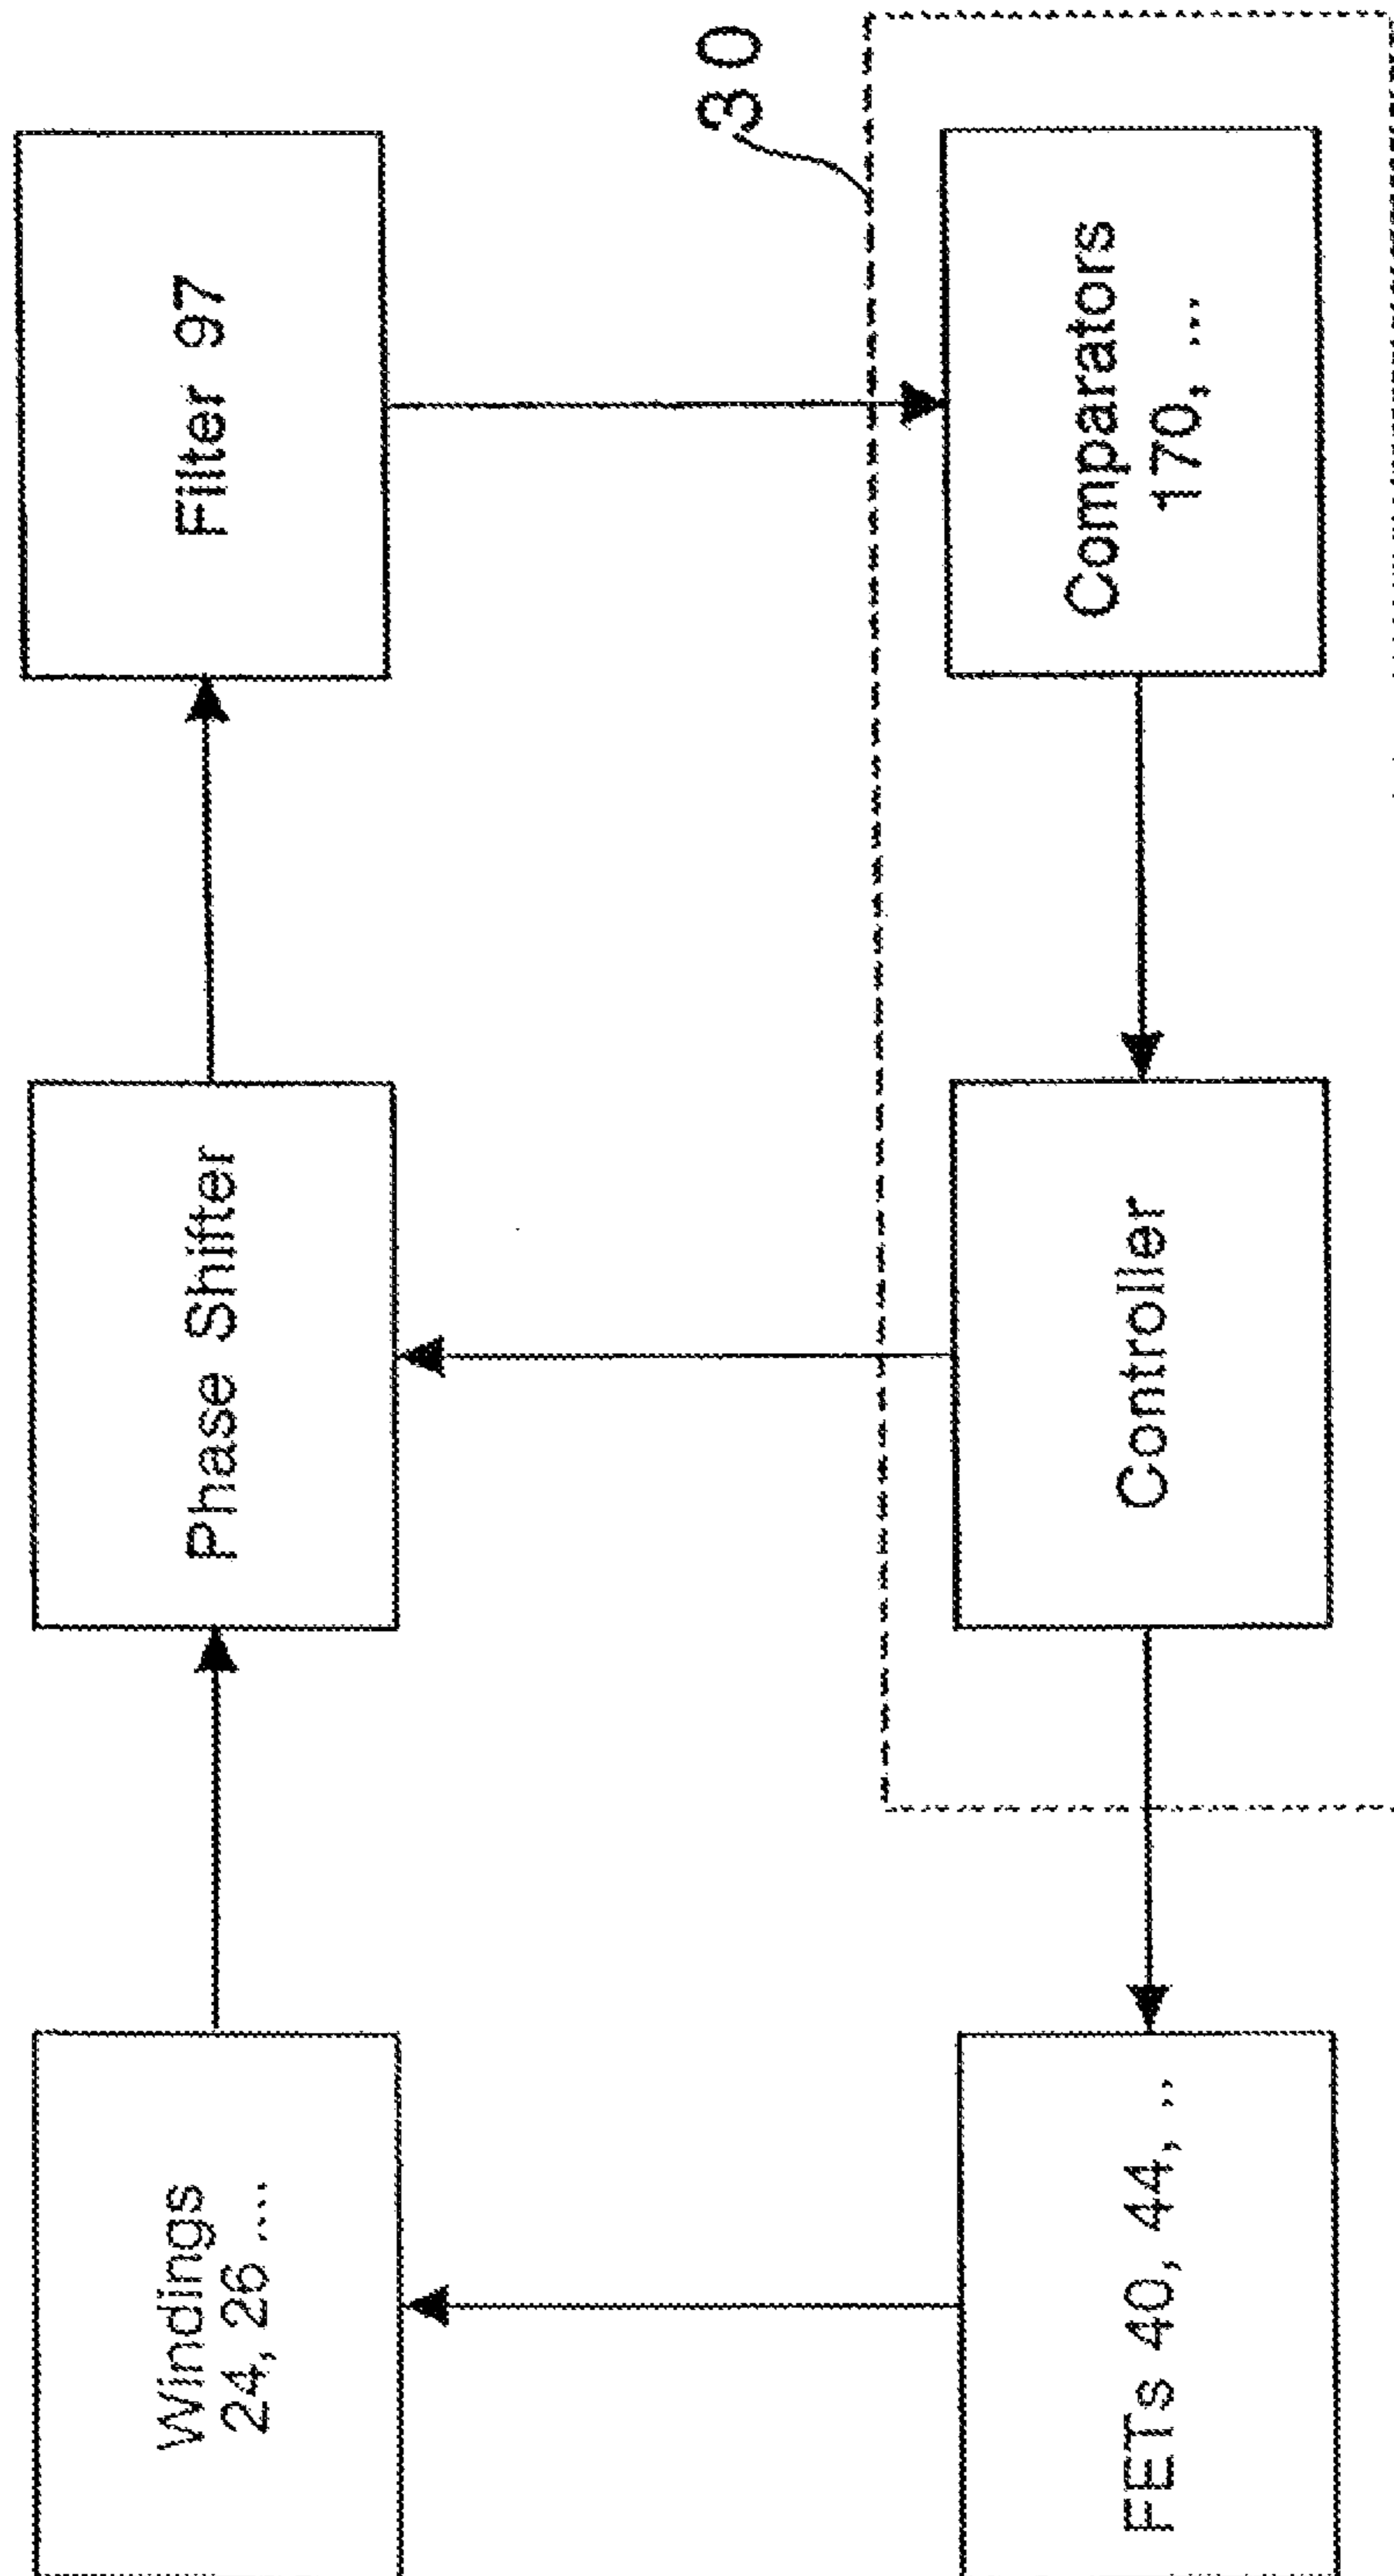 Windings
24, 26 ...
Phase Shifter
Filter 97
30
FETs 40, 44, ..
Controller
Comparators
170, ...